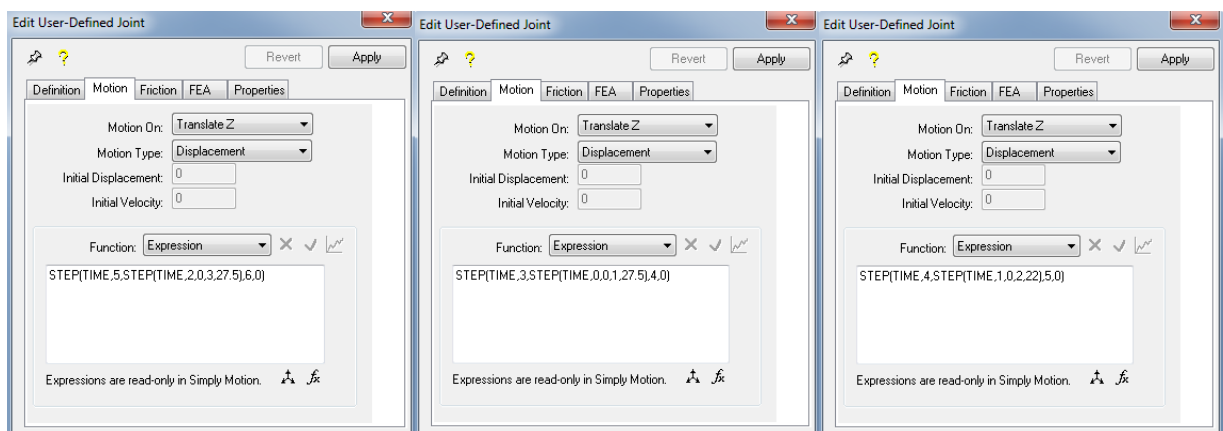 Edit User-Defined Joint
Revert Apply
Definition Motion Friction FEA Properties
Motion On: Translate Z
Motion Type: Displacement
Initial Displacement: 0
Initial Velocity: 0
Function: Expression
STEP(TIME,5,STEP(TIME,2,0,3,27.5),6,0)
Expressions are read-only in Simply Motion.
Edit User-Defined Joint
Revert Apply
Definition Motion Friction FEA Properties
Motion On: Translate Z
Motion Type: Displacement
Initial Displacement: 0
Initial Velocity: 0
Function: Expression
STEP(TIME,3,STEP(TIME,0,0,1,27.5),4,0)
Expressions are read-only in Simply Motion.
Edit User-Defined Joint
Revert Apply
Definition Motion Friction FEA Properties
Motion On: Translate Z
Motion Type: Displacement
Initial Displacement: 0
Initial Velocity: 0
Function: Expression
STEP(TIME,4,STEP(TIME,1,0,2,22),5,0)
Expressions are read-only in Simply Motion.